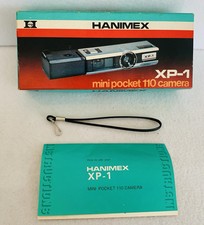 H HANIMEX
XP-1
mini pocket 110 camera
HANIMEX
XP-1
MINI POCKET 110 CAMERA